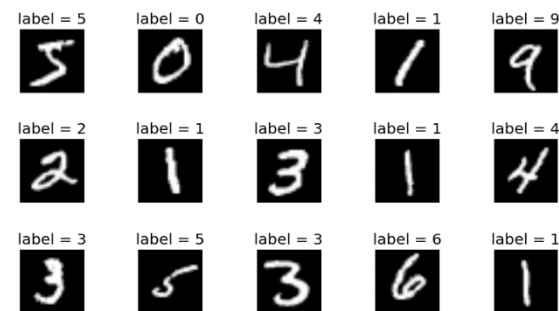 label = 5 label = 0 label = 4 label = 1 label = 9
5 0 4 1 9
label = 2 label = 1 label = 3 label = 1 label = 4
2 1 3 1 4
label = 3 label = 5 label = 3 label = 6 label = 1
3 5 3 6 1